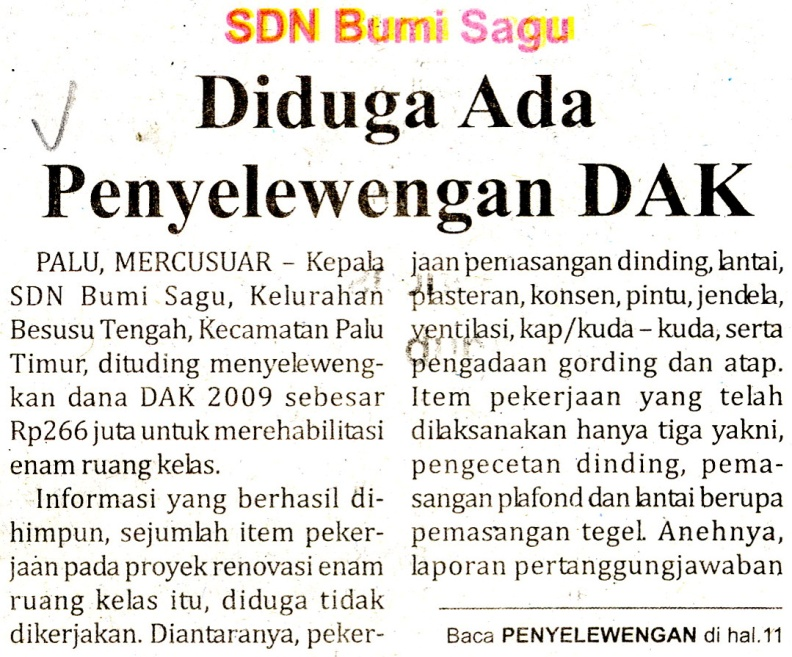 SDN Bumi Sagu
Diduga Ada
Penyelewengan DAK
PALU, MERCUSUAR – Kepala
SDN Bumi Sagu, Kelurahan
Besusu Tengah, Kecamatan Palu
Timur, dituding menyeleweng-
kan dana DAK 2009 sebesar
Rp266 juta untuk merehabilitasi
enam ruang kelas.
Informasi yang berhasil di-
himpun, sejumlah item peker-
jaan pada proyek renovasi enam
ruang kelas itu, diduga tidak
dikerjakan. Diantaranya, peker-
jaan pemasangan dinding, lantai,
plasteran, konsen, pintu, jendela,
ventilasi, kap/kuda – kuda, serta
pengadaan gording dan atap.
Item pekerjaan yang telah
dilaksanakan hanya tiga yakni,
pengecetan dinding, pema-
sangan plafond dan lantai berupa
pemasangan tegel. Anehnya,
laporan pertanggungjawaban
Baca PENYELEWENGAN di hal.11